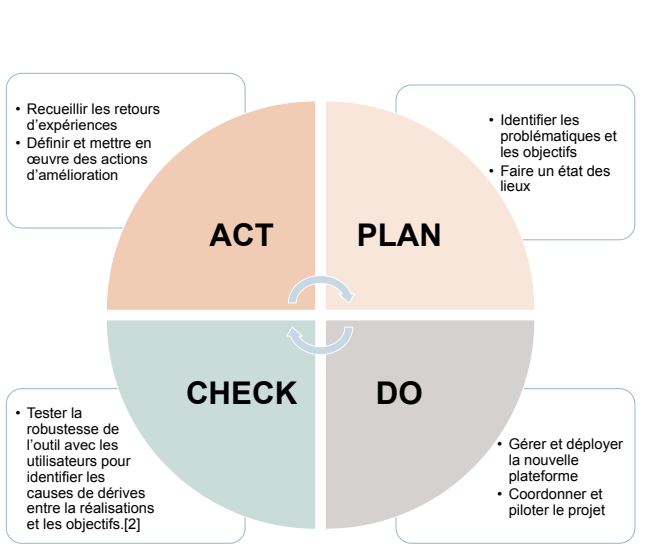 • Recueillir les retours
d’expériences
• Définir et mettre en
œuvre des actions
d’amélioration
• Identifier les
problématiques et
les objectifs
• Faire un état des
lieux
ACT
PLAN
CHECK
DO
• Tester la
robustesse de
l’outil avec les
utilisateurs pour
identifier les
causes de dérives
entre la réalisations
et les objectifs.[2]
• Gérer et déployer
la nouvelle
plateforme
• Coordonner et
piloter le projet